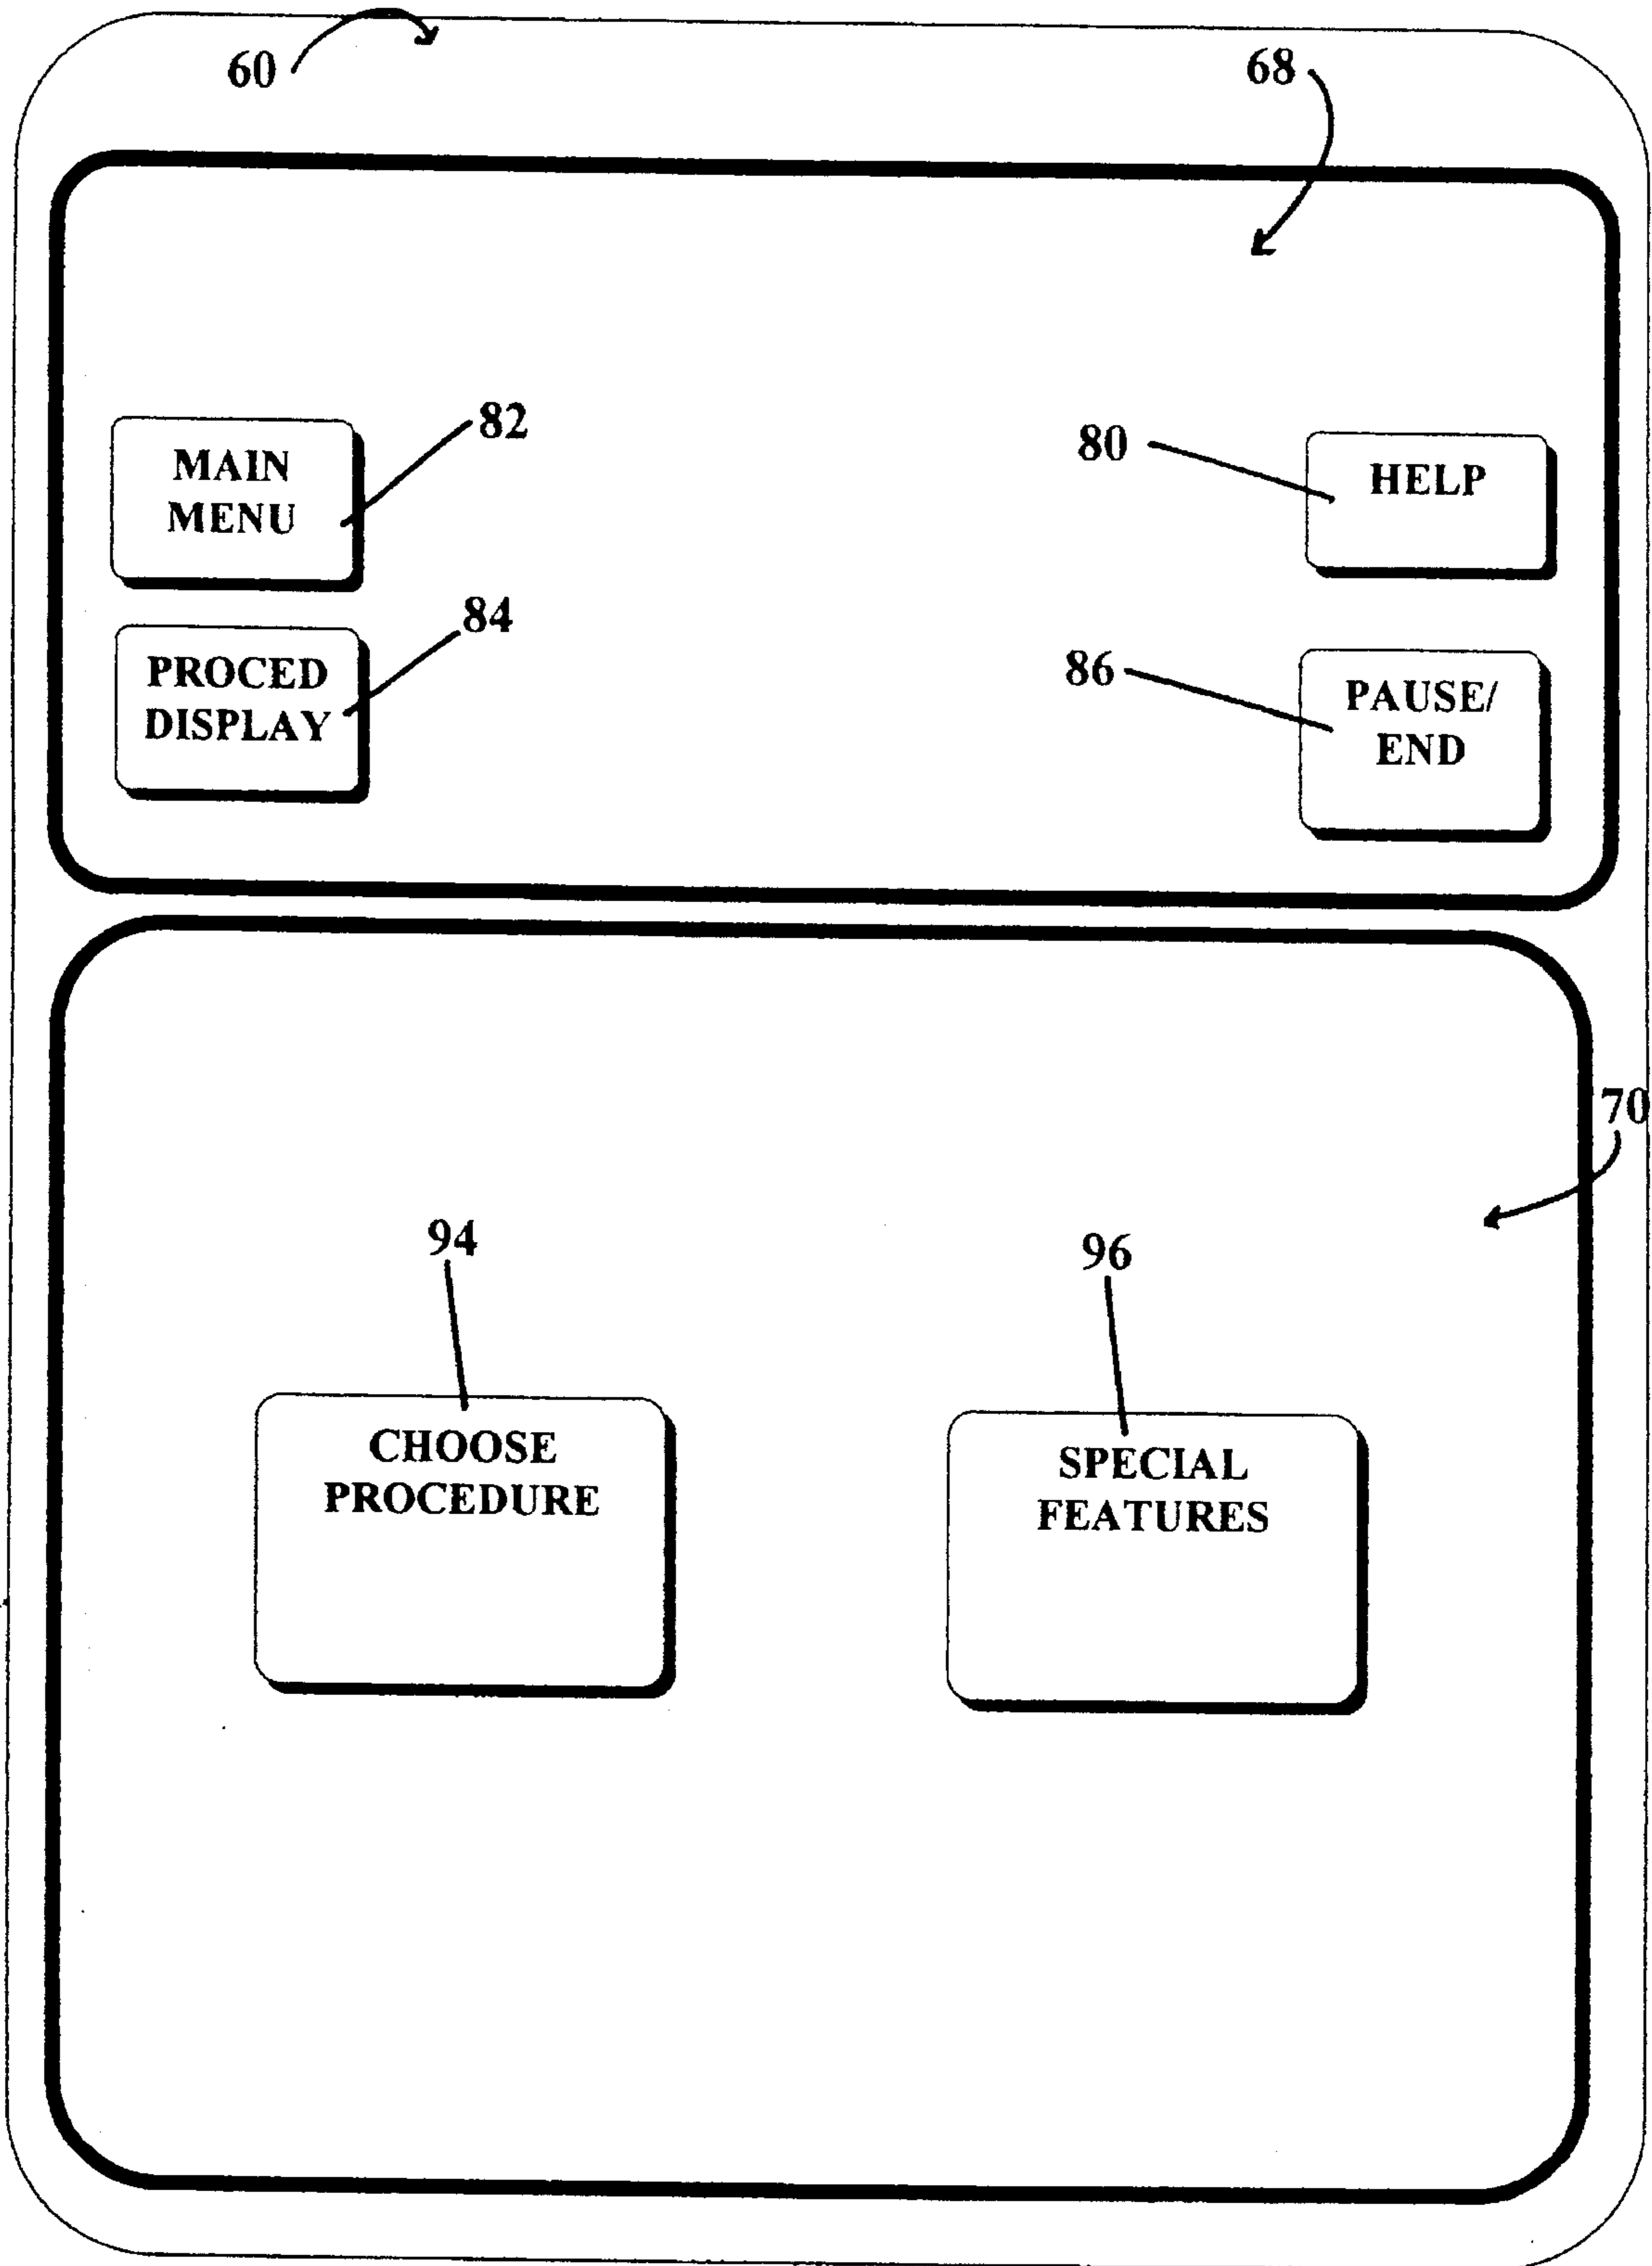 60
68
MAIN
MENU
82
80
HELP
PROCED
DISPLAY
84
86
PAUSE/
END
70
94
96
CHOOSE
PROCEDURE
SPECIAL
FEATURES